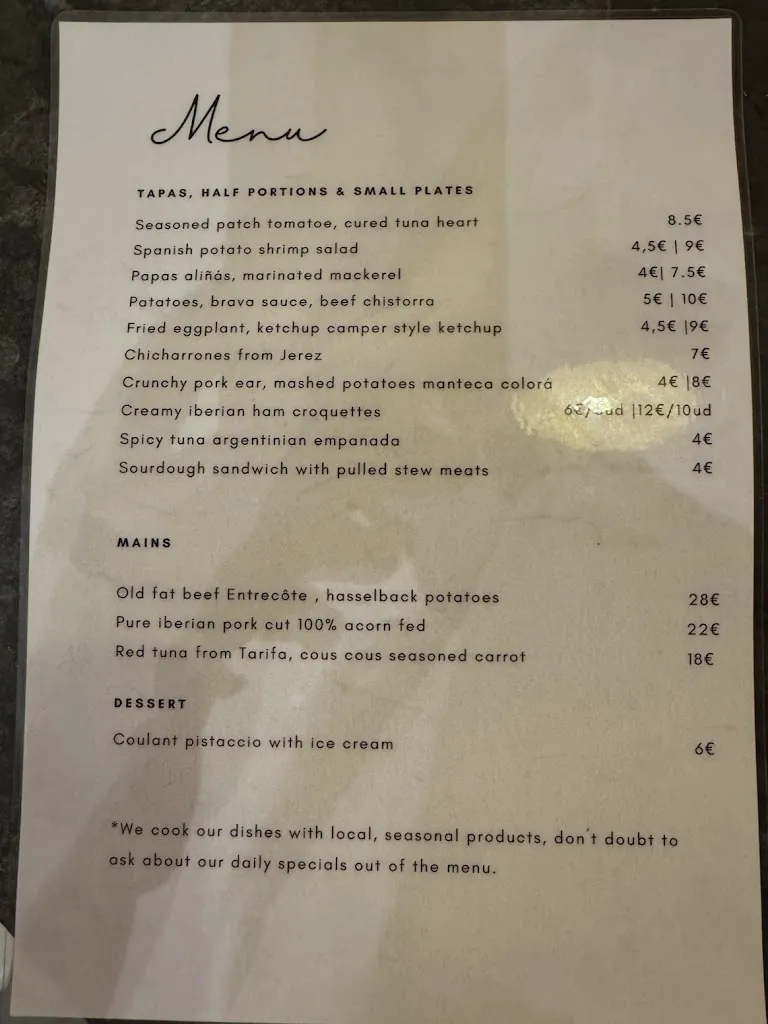 Menu
TAPAS, HALF PORTIONS & SMALL PLATES
Seasoned patch tomatoe, cured tuna heart 8.5€
Spanish potato shrimp salad 4,5€ | 9€
Papas aliñás, marinated mackerel 4€| 7.5€
Patatoes, brava sauce, beef chistorra 5€ | 10€
Fried eggplant, ketchup camper style ketchup 4,5€ |9€
Chicharrones from Jerez 7€
Crunchy pork ear, mashed potatoes manteca colorá 4€ |8€
Creamy iberian ham croquettes |12€/10ud
Spicy tuna argentinian empanada 4€
Sourdough sandwich with pulled stew meats 4€
MAINS
Old fat beef Entrecôte , hasselback potatoes 28€
Pure iberian pork cut 100% acorn fed 22€
Red tuna from Tarifa, cous cous seasoned carrot 18€
DESSERT
Coulant pistaccio with ice cream 6€
*We cook our dishes with local, seasonal products, don´t doubt to
ask about our daily specials out of the menu.